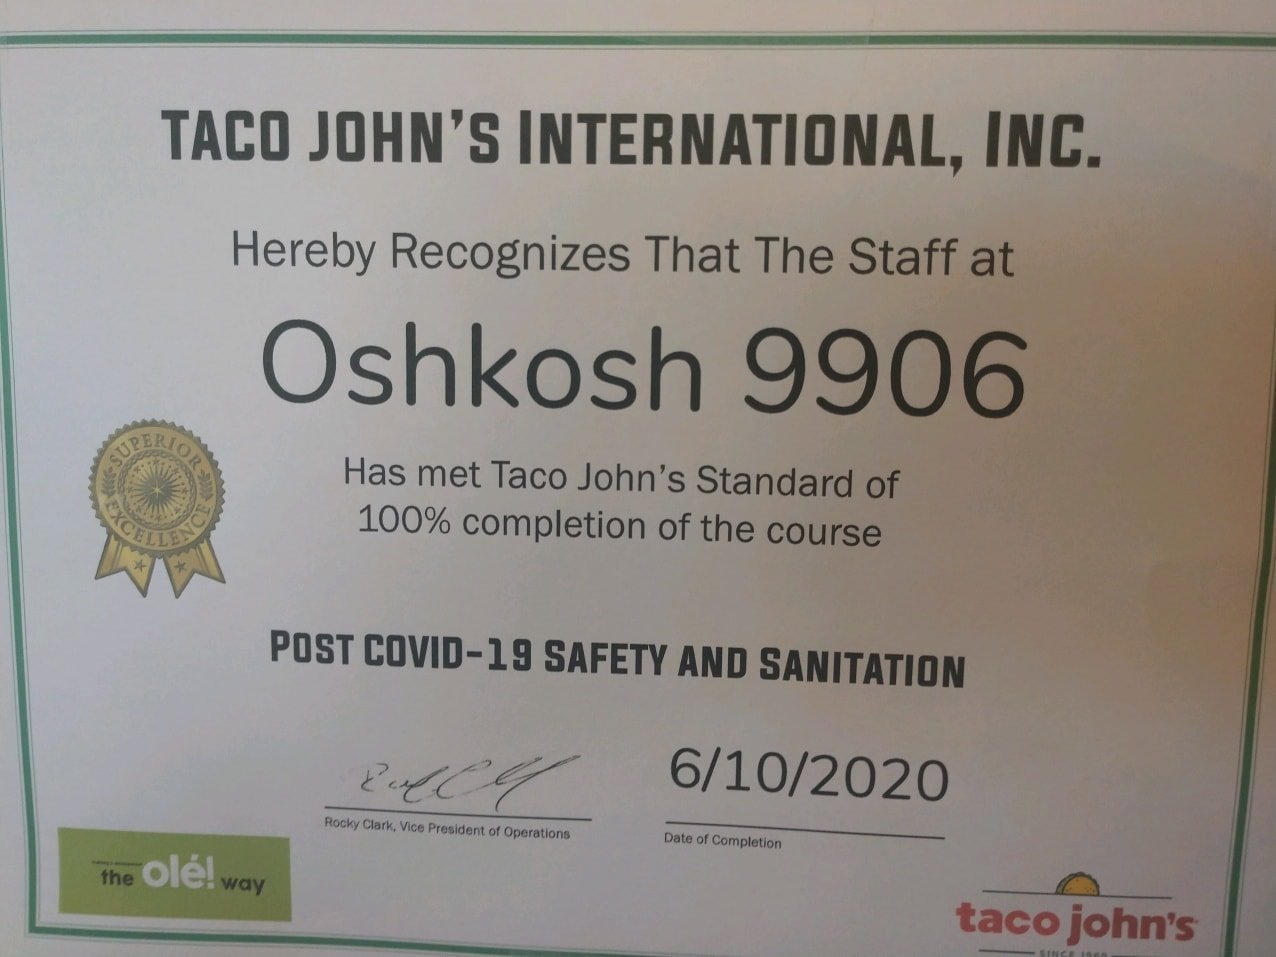 TACO JOHN'S INTERNATIONAL, INC.
Hereby Recognizes That The Staff at
Oshkosh 9906
SUPERIOR
EXCELLENCE
Has met Taco John's Standard of
100% completion of the course
POST COVID-19 SAFETY AND SANITATION
6/10/2020
Rocky Clark, Vice President of Operations
Date of Completion
the olé! way
taco john's